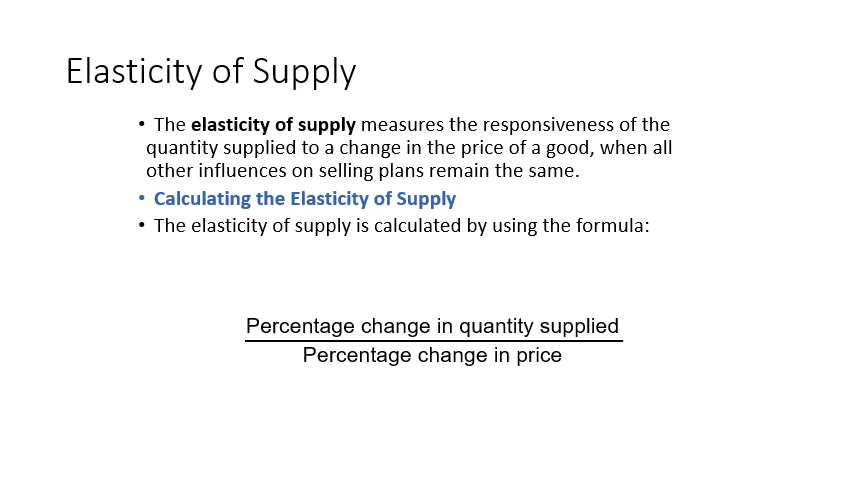 Elasticity of Supply
• The elasticity of supply measures the responsiveness of the
quantity supplied to a change in the price of a good, when all
other influences on selling plans remain the same.
• Calculating the Elasticity of Supply
• The elasticity of supply is calculated by using the formula:
Percentage change in quantity supplied
Percentage change in price